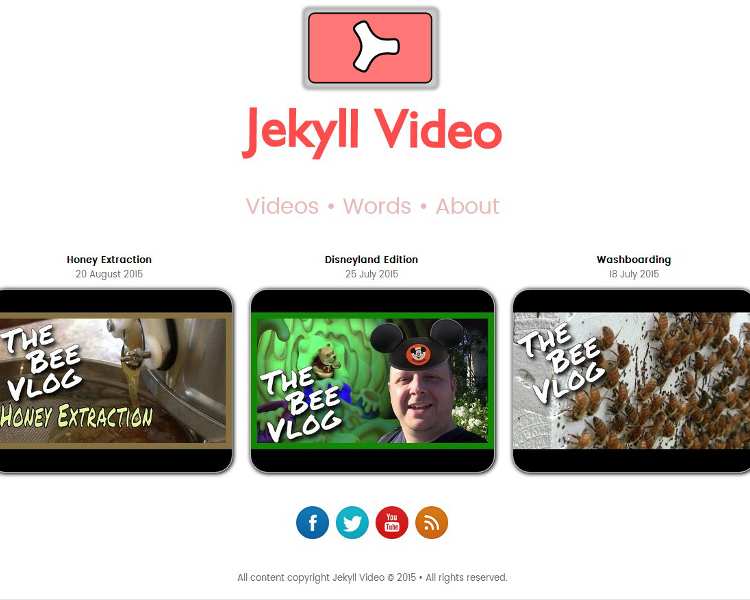 Jekyll Video
Videos • Words • About
Honey Extraction
20 August 2015
Disneyland Edition
25 July 2015
Washboarding
18 July 2015
THE
BEE
VLOG
HONEY EXTRACTION
THE
BEE
VLOG
THE
BEE
VLOG
f
You
Tube
All content copyright Jekyll Video © 2015 • All rights reserved.